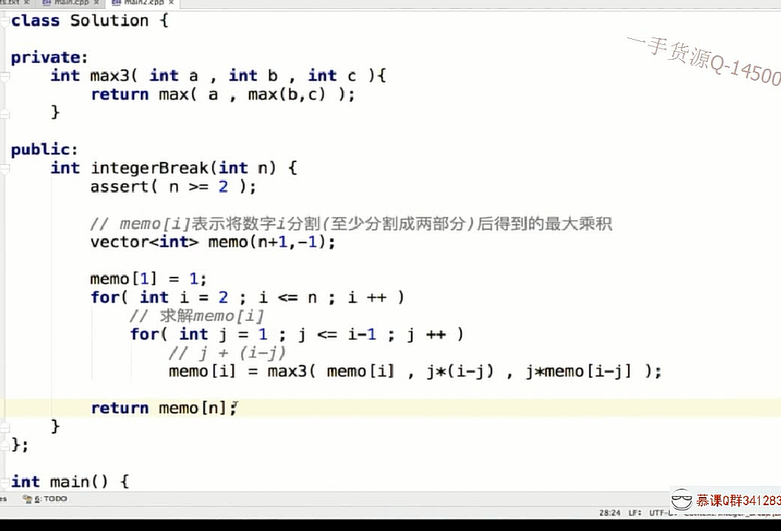 main.cpp
main2.cpp
class Solution {
一手货源Q-14500
private:
int max3( int a , int b , int c ){
return max( a , max(b,c) );
}
public:
int integerBreak(int n) {
assert( n >= 2 );
// memo[i]表示将数字i分割(至少分割成两部分)后得到的最大乘积
vector<int> memo(n+1,-1);
memo[1] = 1;
for( int i = 2 ; i <= n ; i ++ )
// 求解memo[i]
for( int j = 1 ; j <= i-1 ; j ++ )
// j + (i-j)
memo[i] = max3( memo[i] , j*(i-j) , j*memo[i-j] );
return memo[n];
}
};
int main() {
6: TODO
慕课Q群341283
28:24 LF: UTF-